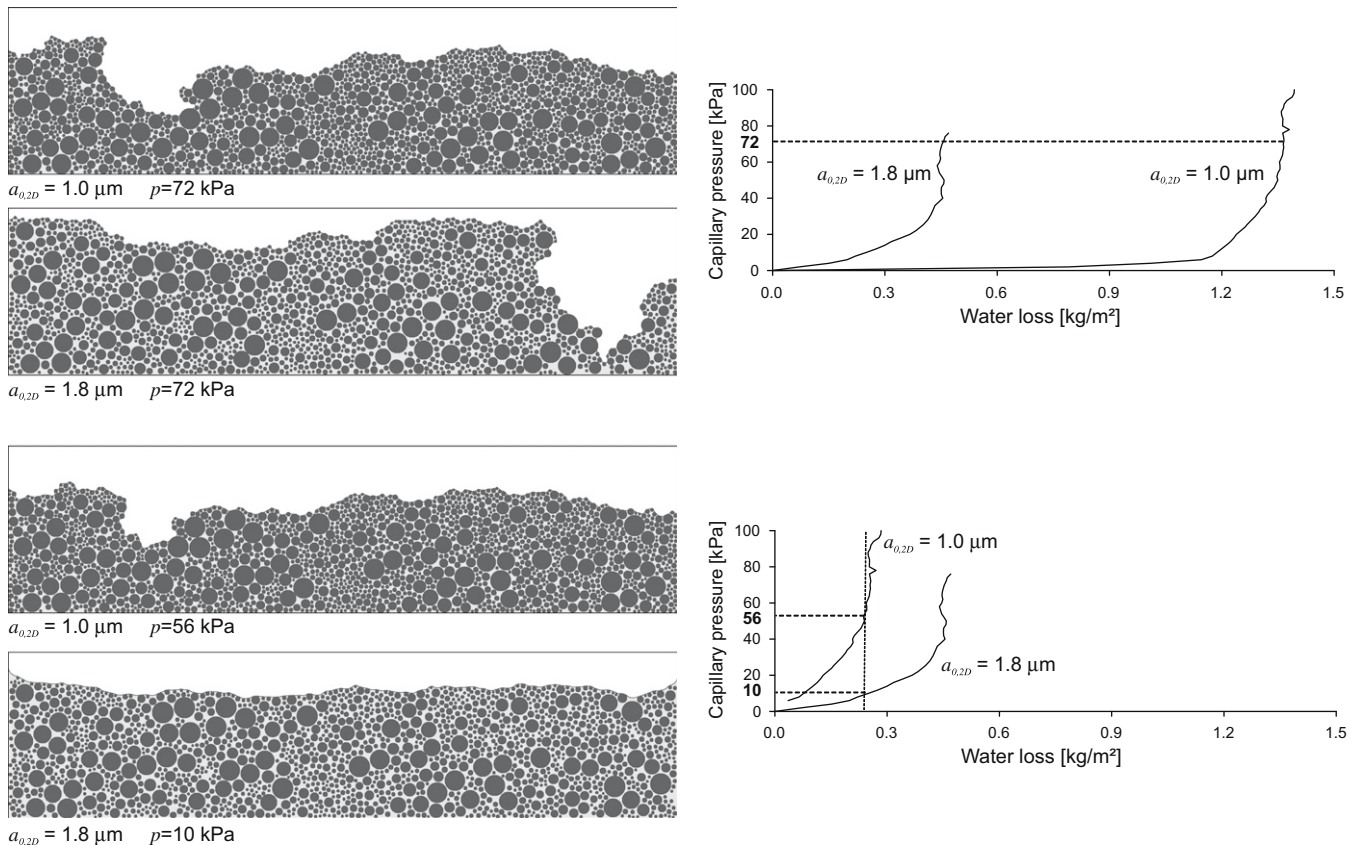 a0,2D = 1.0 μm p=72 kPa
a0,2D = 1.8 μm p=72 kPa
Capillary pressure [kPa]
100
80
72
60
40
20
0
a0,2D = 1.8 μm
a0,2D = 1.0 μm
0.0 0.3 0.6 0.9 1.2 1.5
Water loss [kg/m²]
a0,2D = 1.0 μm p=56 kPa
a0,2D = 1.8 μm p=10 kPa
Capillary pressure [kPa]
100
80
60
56
40
20
10
0
a0,2D = 1.0 μm
a0,2D = 1.8 μm
0.0 0.3 0.6 0.9 1.2 1.5
Water loss [kg/m²]